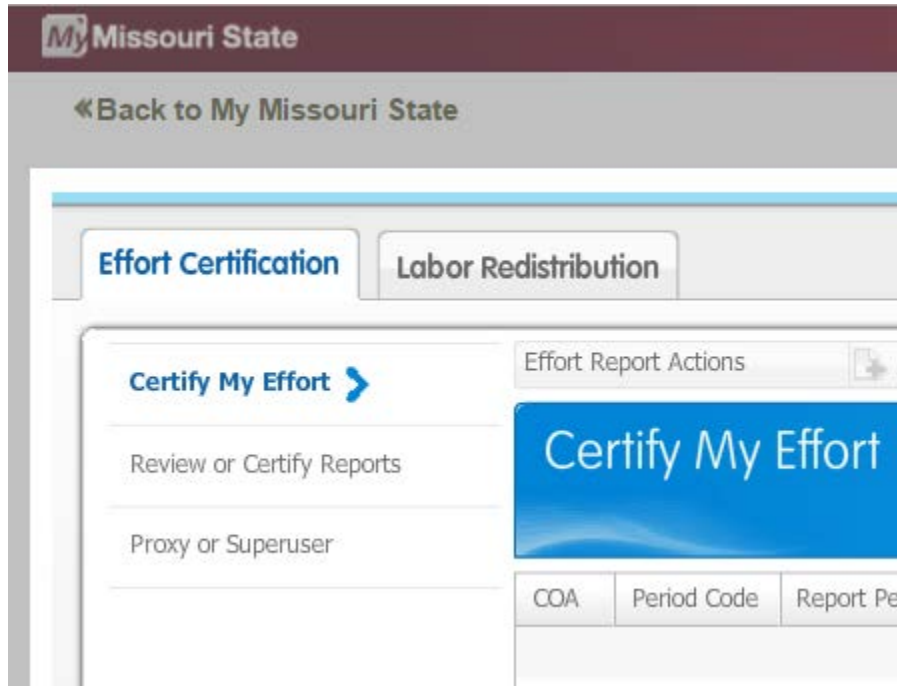 My Missouri State
«Back to My Missouri State
Effort Certification
Labor Redistribution
Certify My Effort
Effort Report Actions
Review or Certify Reports
Certify My Effort
Proxy or Superuser
COA Period Code Report Pe